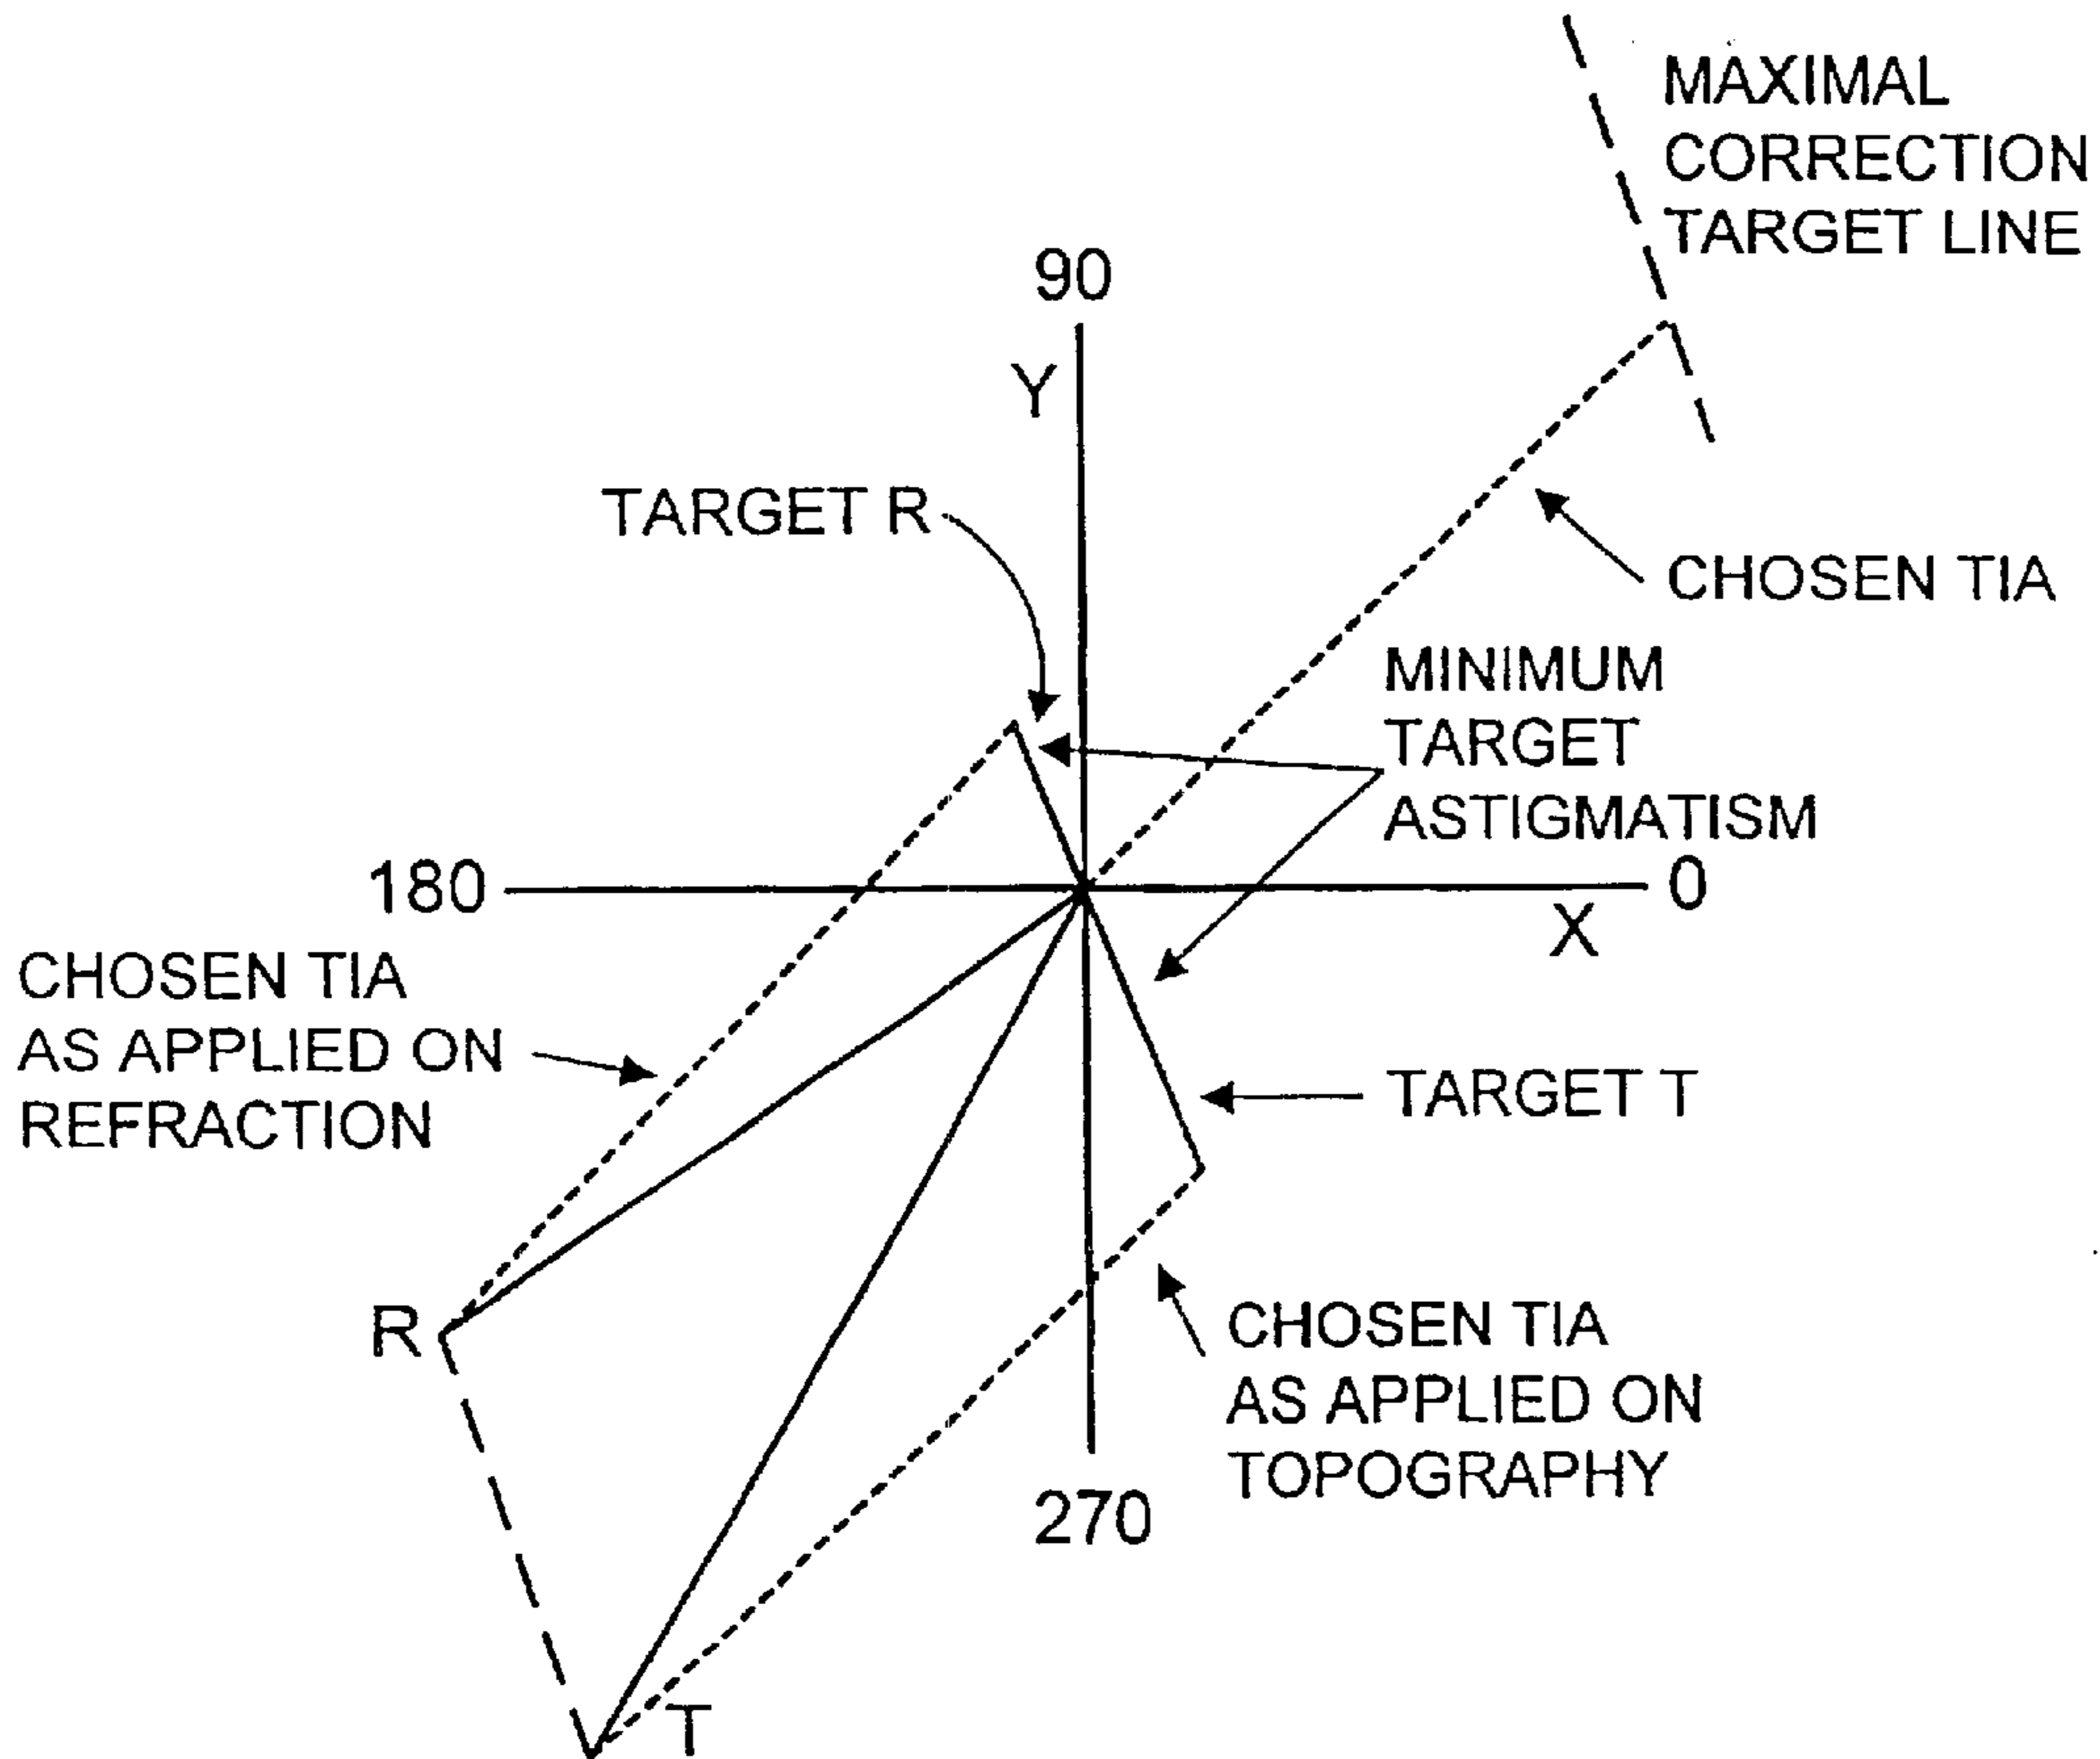 MAXIMAL
CORRECTION
TARGET LINE
90
Y
TARGET R
CHOSEN TIA
MINIMUM
TARGET
ASTIGMATISM
180
0
X
CHOSEN TIA
AS APPLIED ON
REFRACTION
TARGET T
R
CHOSEN TIA
AS APPLIED ON
TOPOGRAPHY
270
T